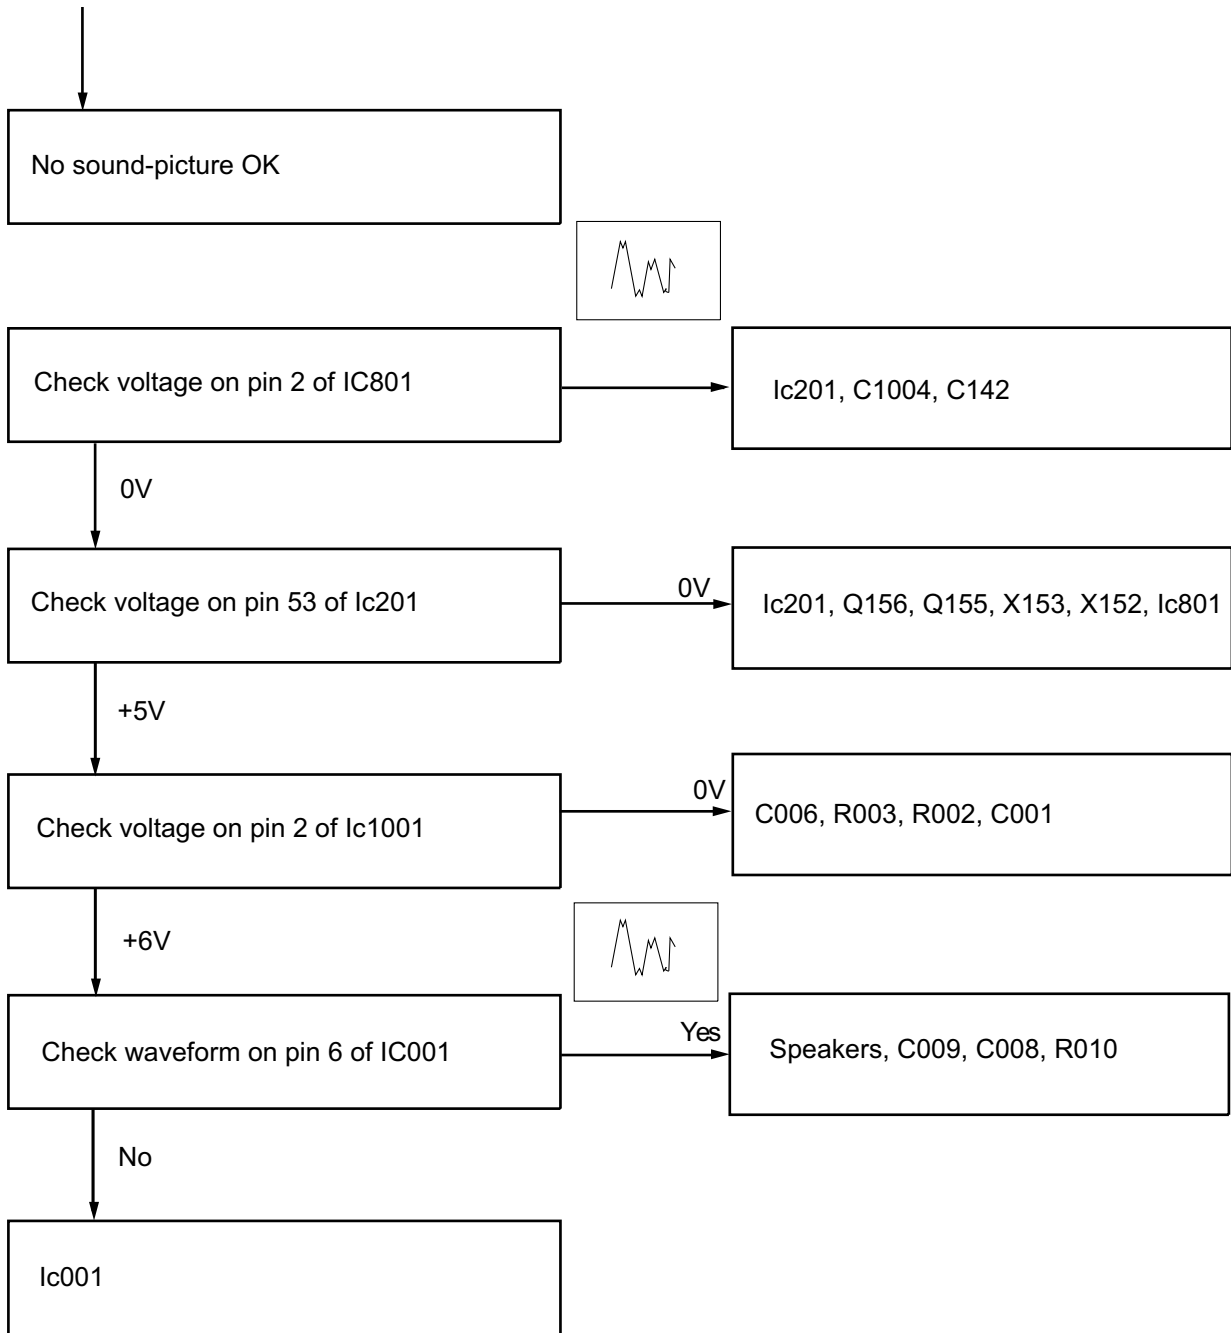 No sound-picture OK
Check voltage on pin 2 of IC801
Ic201, C1004, C142
0V
Check voltage on pin 53 of Ic201
0V
Ic201, Q156, Q155, X153, X152, Ic801
+5V
Check voltage on pin 2 of Ic1001
0V
C006, R003, R002, C001
+6V
Check waveform on pin 6 of IC001
Yes
Speakers, C009, C008, R010
No
Ic001